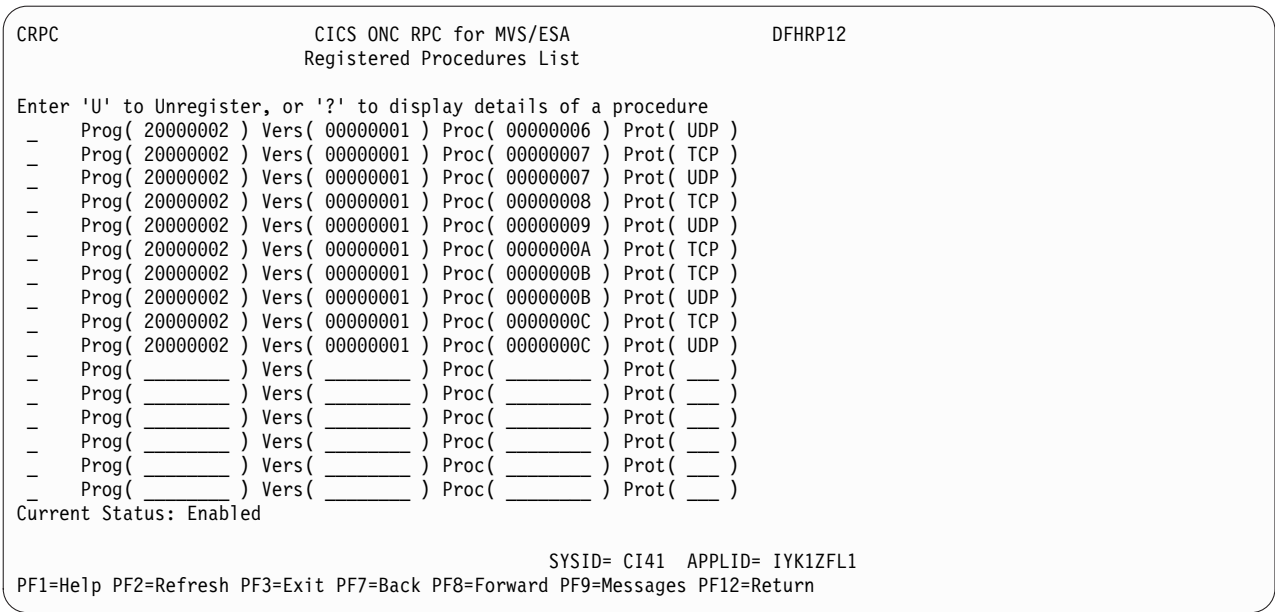 CRPC CICS ONC RPC for MVS/ESA DFHRP12
Registered Procedures List
Enter 'U' to Unregister, or '?' to display details of a procedure
_ Prog( 20000002 ) Vers( 00000001 ) Proc( 00000006 ) Prot( UDP )
_ Prog( 20000002 ) Vers( 00000001 ) Proc( 00000007 ) Prot( TCP )
_ Prog( 20000002 ) Vers( 00000001 ) Proc( 00000007 ) Prot( UDP )
_ Prog( 20000002 ) Vers( 00000001 ) Proc( 00000008 ) Prot( TCP )
_ Prog( 20000002 ) Vers( 00000001 ) Proc( 00000009 ) Prot( UDP )
_ Prog( 20000002 ) Vers( 00000001 ) Proc( 0000000A ) Prot( TCP )
_ Prog( 20000002 ) Vers( 00000001 ) Proc( 0000000B ) Prot( TCP )
_ Prog( 20000002 ) Vers( 00000001 ) Proc( 0000000B ) Prot( UDP )
_ Prog( 20000002 ) Vers( 00000001 ) Proc( 0000000C ) Prot( TCP )
_ Prog( 20000002 ) Vers( 00000001 ) Proc( 0000000C ) Prot( UDP )
_ Prog( ________ ) Vers( ________ ) Proc( ________ ) Prot( ___ )
_ Prog( ________ ) Vers( ________ ) Proc( ________ ) Prot( ___ )
_ Prog( ________ ) Vers( ________ ) Proc( ________ ) Prot( ___ )
_ Prog( ________ ) Vers( ________ ) Proc( ________ ) Prot( ___ )
_ Prog( ________ ) Vers( ________ ) Proc( ________ ) Prot( ___ )
_ Prog( ________ ) Vers( ________ ) Proc( ________ ) Prot( ___ )
Current Status: Enabled
SYSID= CI41 APPLID= IYK1ZFL1
PF1=Help PF2=Refresh PF3=Exit PF7=Back PF8=Forward PF9=Messages PF12=Return